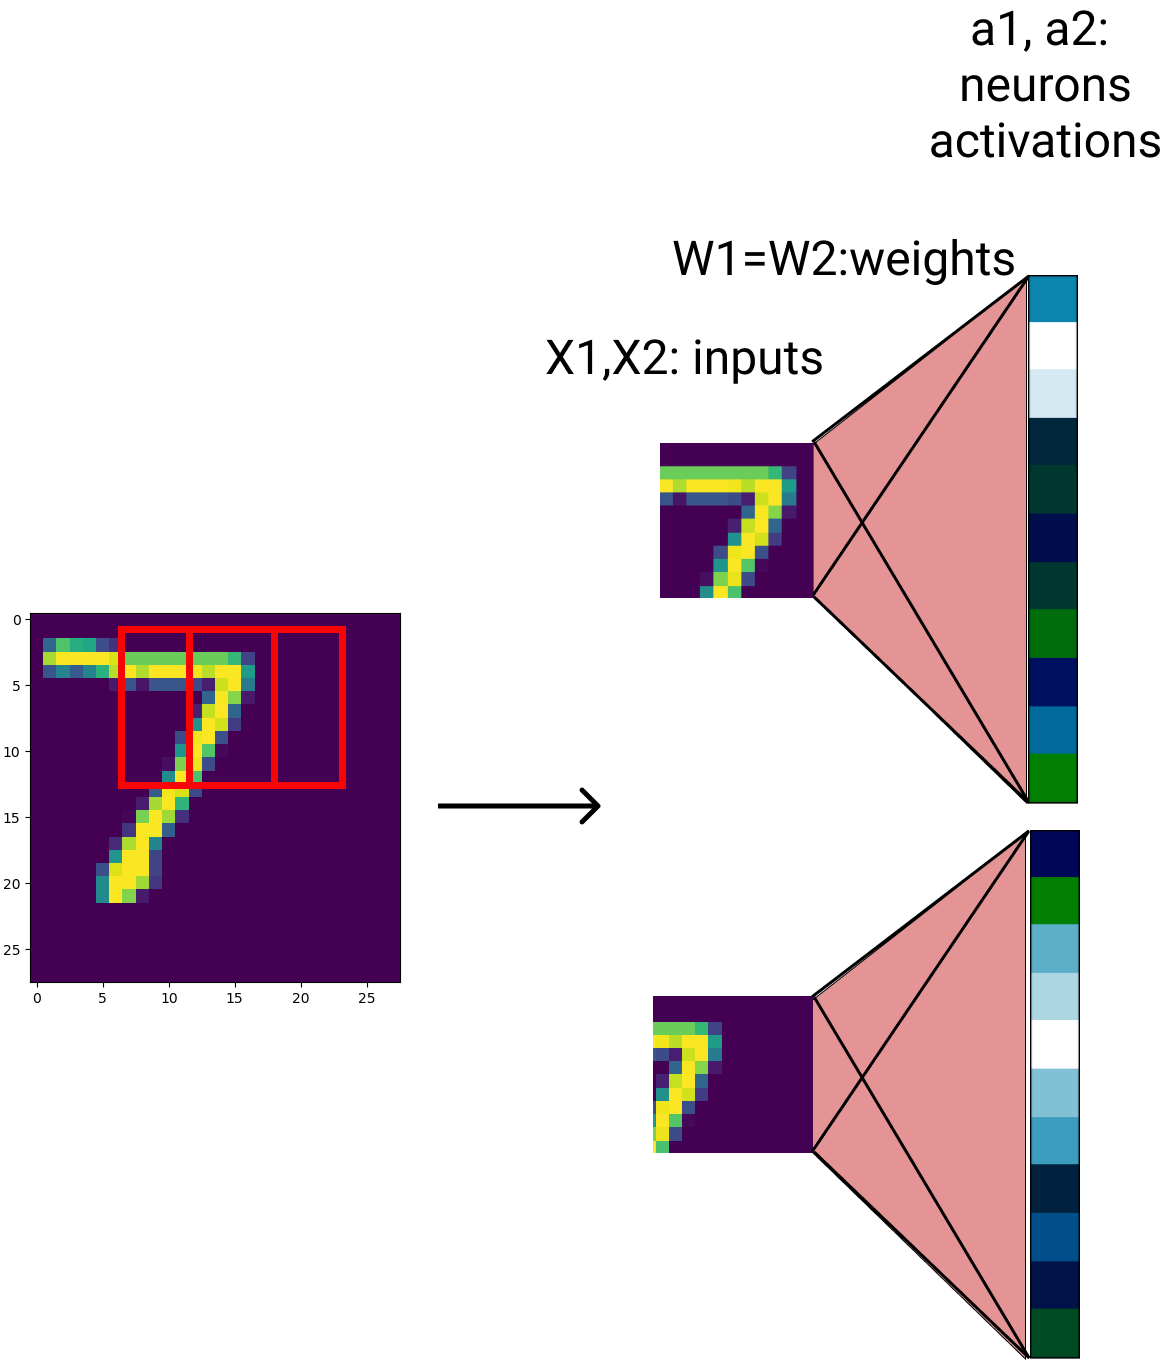 a1, a2:
neurons
activations
W1=W2:weights
X1,X2: inputs
0
5
10
15
20
25
0 5 10 15 20 25